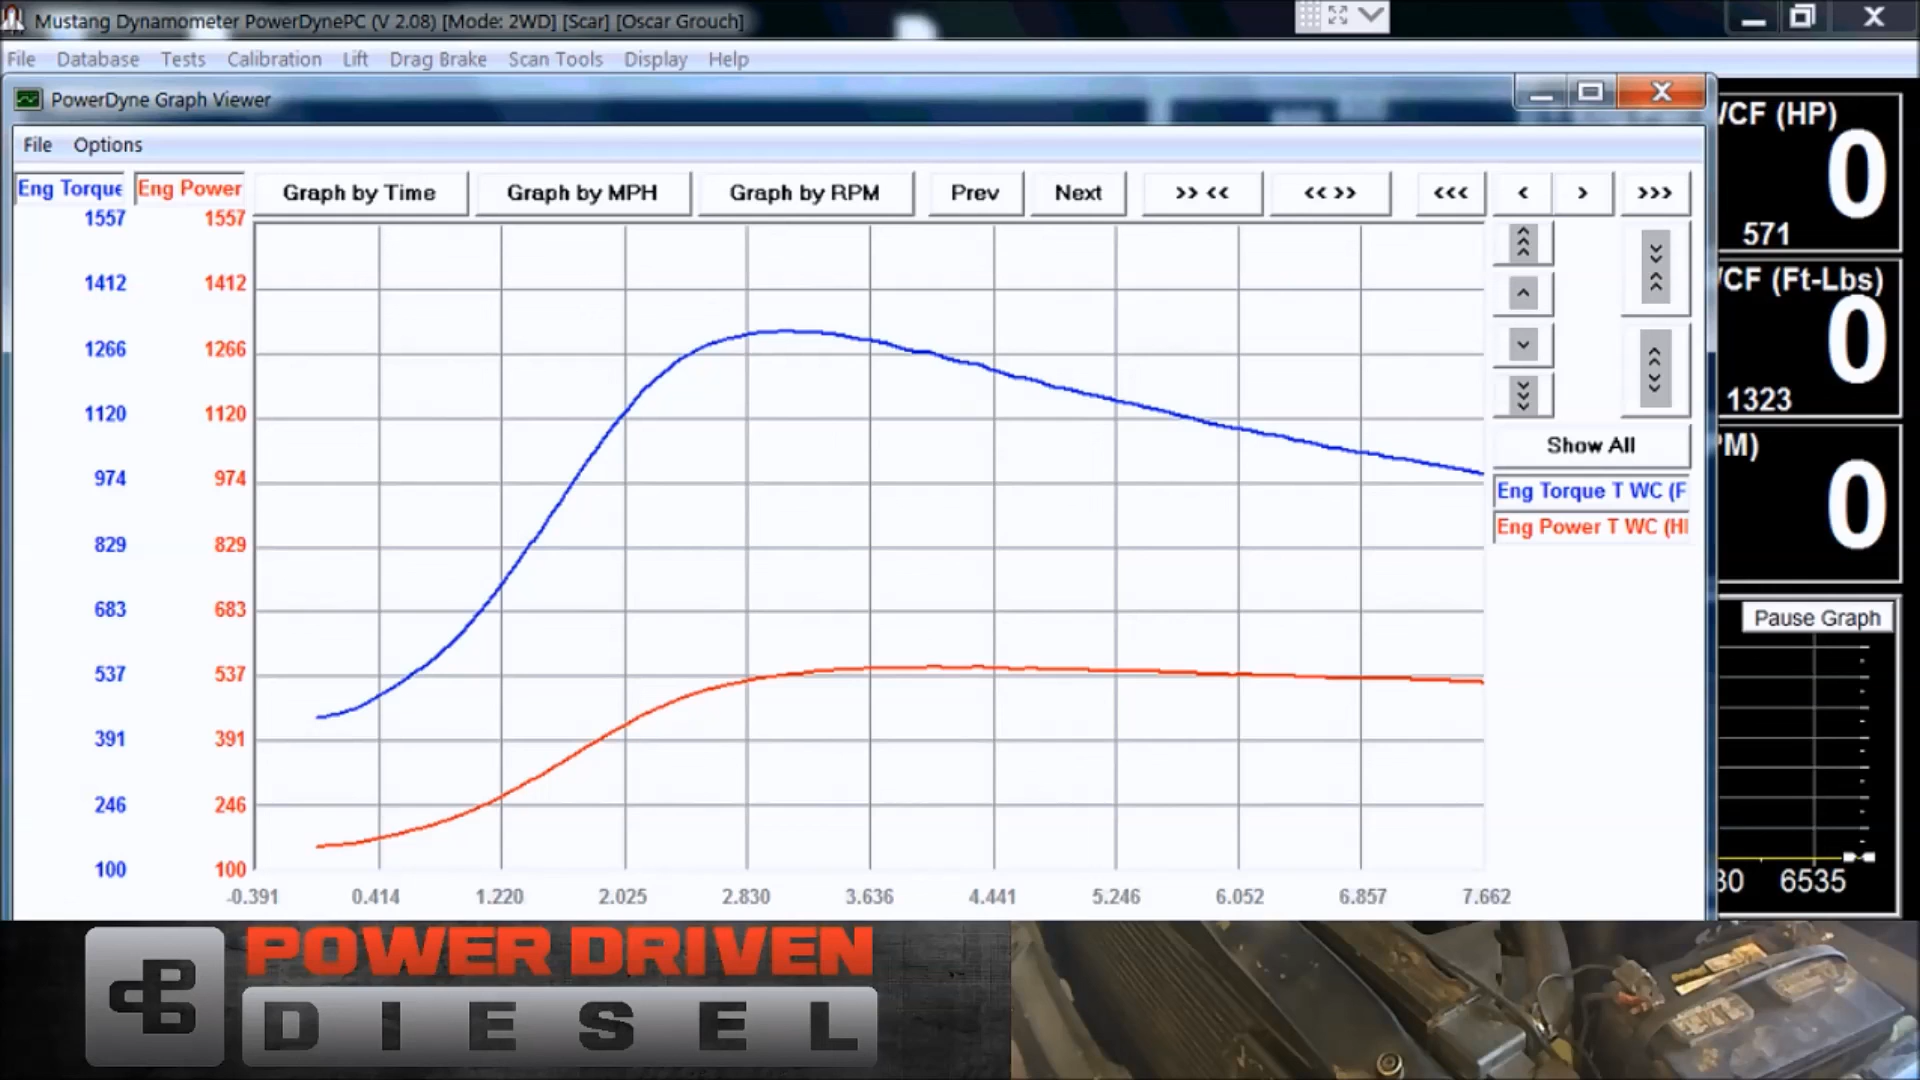 Mustang Dynamometer PowerDynePC (V 2.08) [Mode: 2WD] [Scar] [Oscar Grouch]
File Database Tests Calibration Lift Drag Brake Scan Tools Display Help
PowerDyne Graph Viewer
File Options
Eng Torque Eng Power Graph by Time Graph by MPH Graph by RPM Prev Next >> << << >> <<< < > >>>
1557 1557
1412 1412
1266 1266
1120 1120
974 974
829 829
683 683
537 537
391 391
246 246
100 100
-0.391 0.414 1.220 2.025 2.830 3.636 4.441 5.246 6.052 6.857 7.662
Show All
Eng Torque T WC (F
Eng Power T WC (H
CF (HP)
0
571
CF (Ft-Lbs)
0
1323
M)
0
Pause Graph
30 6535
POWER DRIVEN
DIESEL